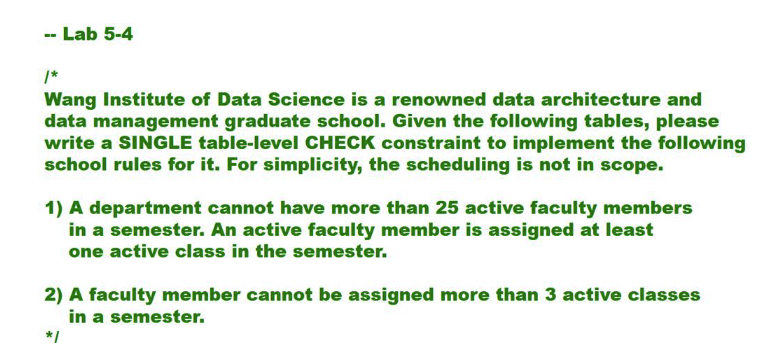 -- Lab 5-4
/*
Wang Institute of Data Science is a renowned data architecture and
data management graduate school. Given the following tables, please
write a SINGLE table-level CHECK constraint to implement the following
school rules for it. For simplicity, the scheduling is not in scope.
1) A department cannot have more than 25 active faculty members
in a semester. An active faculty member is assigned at least
one active class in the semester.
2) A faculty member cannot be assigned more than 3 active classes
in a semester.
*/